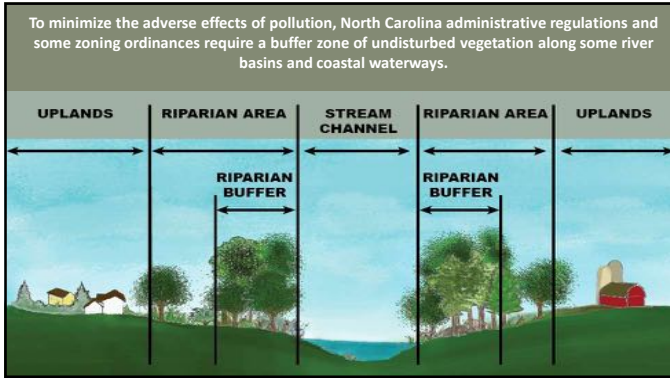 To minimize the adverse effects of pollution, North Carolina administrative regulations and
some zoning ordinances require a buffer zone of undisturbed vegetation along some river
basins and coastal waterways.
UPLANDS
RIPARIAN AREA
STREAM
CHANNEL
RIPARIAN AREA
UPLANDS
RIPARIAN
BUFFER
RIPARIAN
BUFFER